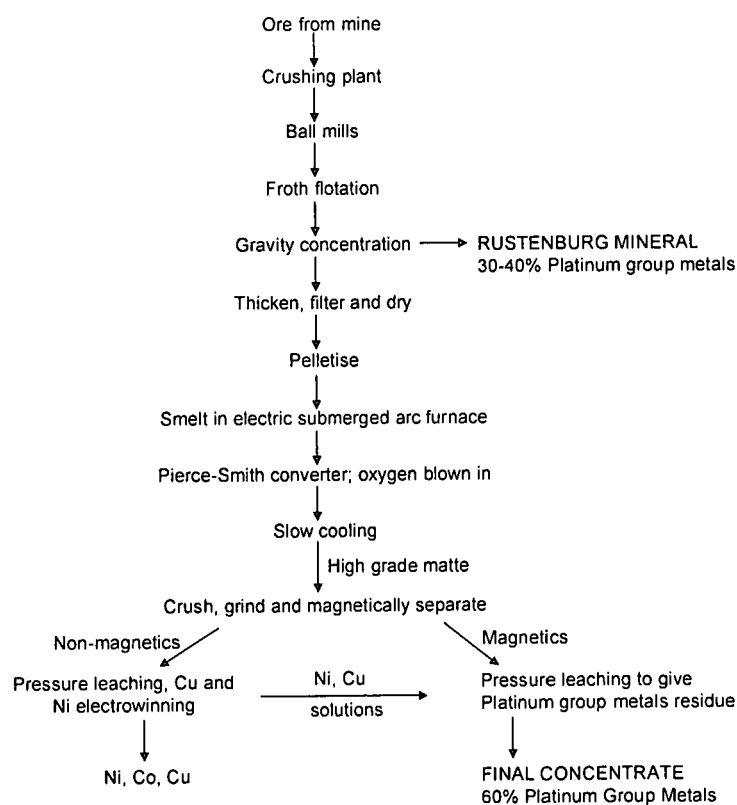 Ore from mine
Crushing plant
Ball mills
Froth flotation
Gravity concentration
RUSTENBURG MINERAL
30-40% Platinum group metals
Thicken, filter and dry
Pelletise
Smelt in electric submerged arc furnace
Pierce-Smith converter; oxygen blown in
Slow cooling
High grade matte
Crush, grind and magnetically separate
Non-magnetics
Magnetics
Pressure leaching, Cu and
Ni electrowinning
Ni, Cu
solutions
Pressure leaching to give
Platinum group metals residue
Ni, Co, Cu
FINAL CONCENTRATE
60% Platinum Group Metals